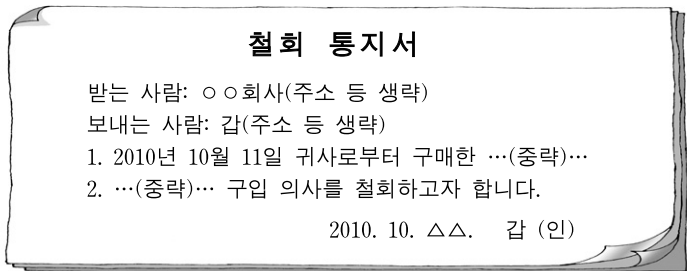 철회 통지서
받는 사람: ○○회사(주소 등 생략)
보내는 사람: 갑(주소 등 생략)
1. 2010년 10월 11일 귀사로부터 구매한 …(중략)…
2. …(중략)… 구입 의사를 철회하고자 합니다.
2010. 10. △△. 갑 (인)